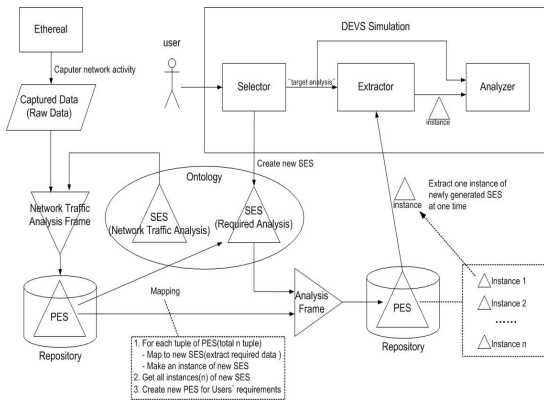 Ethereal
Caputer network activity
Captured Data
(Raw Data)
Network Traffic
Analysis Frame
PES
Repository
user
DEVS Simulation
Selector
"target analysis"
Extractor
Analyzer
instance
Create new SES
Ontology
SES
(Network Traffic Analysis)
SES
(Required Analysis)
Extract one instance of
newly generated SES
at one time
instance
Mapping
Analysis
Frame
PES
Repository
Instance 1
Instance 2
......
Instance n
1. For each tuple of PES(total n tuple)
- Map to new SES(extract required data )
- Make an instance of new SES
2. Get all instances(n) of new SES
3. Create new PES for Users` requirements